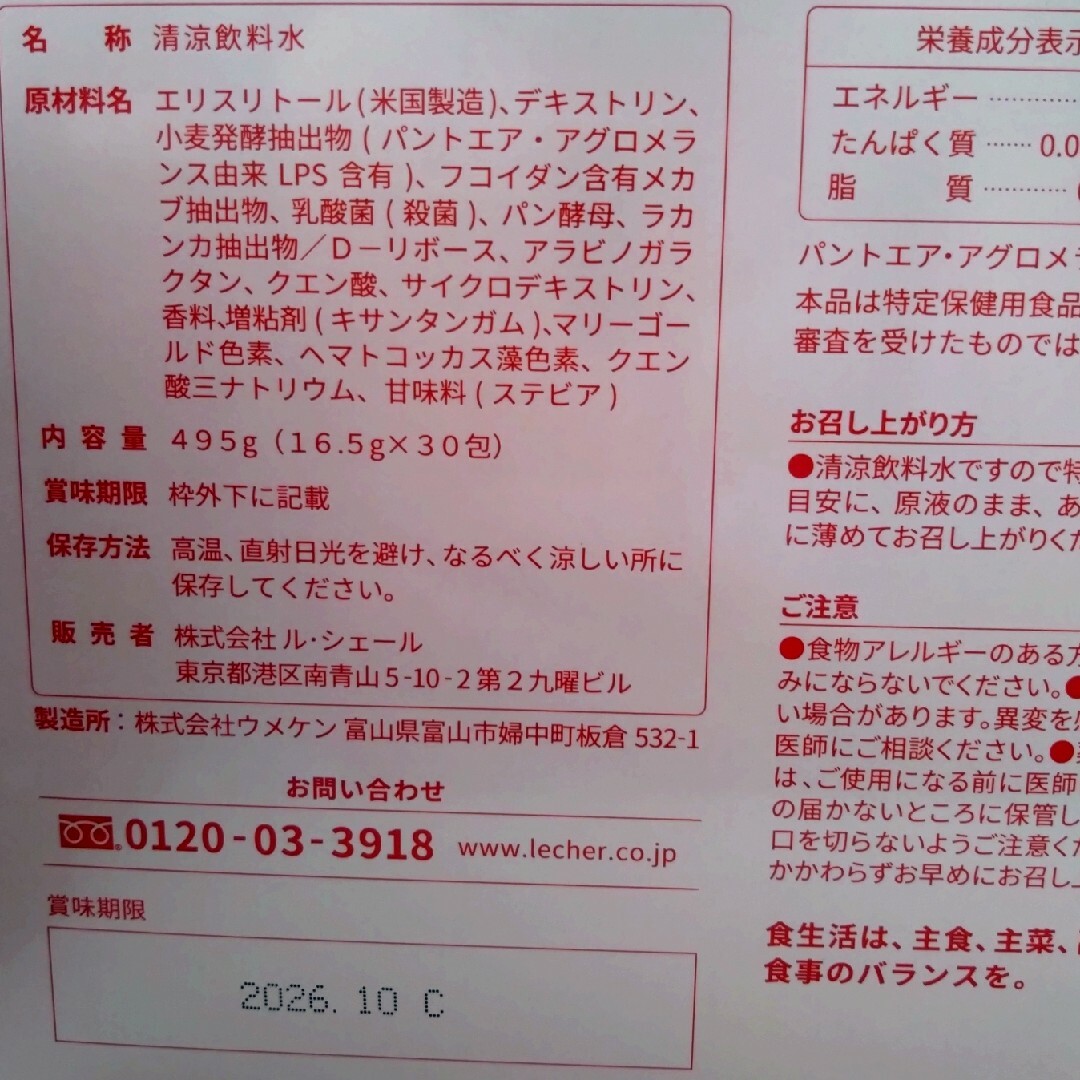 名称 清涼飲料水
原材料名 エリスリトール(米国製造)、デキストリン、
小麦発酵抽出物(パントエア・アグロメラ
ンス由来 LPS 含有)、フコイダン含有メカ
ブ抽出物、乳酸菌(殺菌)、パン酵母、ラカ
ンカ抽出物／D－リボース、アラビノガラ
クタン、クエン酸、サイクロデキストリン、
香料、増粘剤(キサンタンガム)、マリーゴー
ルド色素、ヘマトコッカス藻色素、クエン
酸三ナトリウム、甘味料(ステビア)
内容量 495g（16.5g×30包）
賞味期限 枠外下に記載
保存方法 高温、直射日光を避け、なるべく涼しい所に
保存してください。
販売者 株式会社ル・シェール
東京都港区南青山5-10-2第2九曜ビル
製造所：株式会社ウメケン 富山県富山市婦中町板倉 532-1
お問い合わせ
0120-03-3918 www.lecher.co.jp
賞味期限
2026. 10 C
栄養成分表示
エネルギー…………
たんぱく質……0.0
脂質…………
パントエア・アグロメラ
本品は特定保健用食品
審査を受けたものでは
お召し上がり方
●清涼飲料水ですので特
目安に、原液のまま、あ
に薄めてお召し上がりくだ
ご注意
●食物アレルギーのある方
みにならないでください。●
い場合があります。異変を感
医師にご相談ください。●
は、ご使用になる前に医師
の届かないところに保管し
口を切らないようご注意くだ
かかわらずお早めにお召し上
食生活は、主食、主菜、
食事のバランスを。